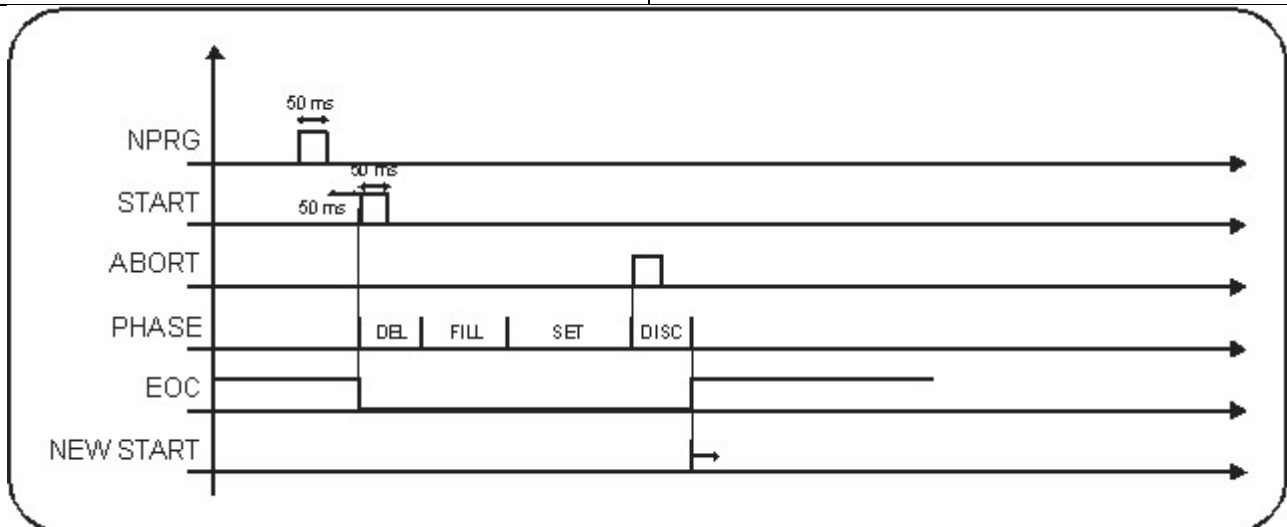 50 ms
NPRG
50 ms
START
50 ms
ABORT
PHASE DEL FILL SET DISC
EOC
NEW START